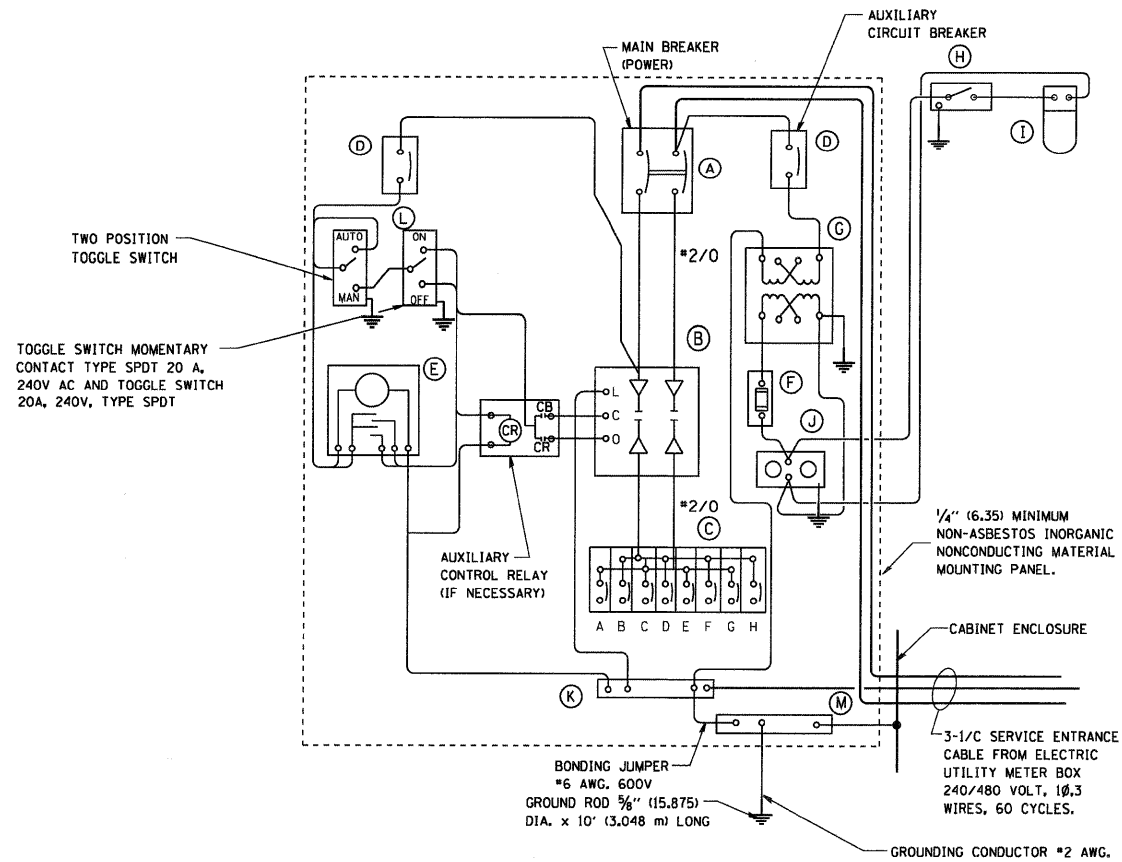 AUXILIARY
CIRCUIT BREAKER
MAIN BREAKER
(POWER)
H
D
A
D
I
L
G
TWO POSITION
TOGGLE SWITCH
AUTO
MAN
ON
OFF
#2/0
B
TOGGLE SWITCH MOMENTARY
CONTACT TYPE SPDT 20 A,
240V AC AND TOGGLE SWITCH
20A, 240V, TYPE SPDT
E
L
C
O
F
CB
CR
CR
J
#2/0
C
AUXILIARY
CONTROL RELAY
(IF NECESSARY)
1/4" (6.35) MINIMUM
NON-ASBESTOS INORGANIC
NONCONDUCTING MATERIAL
MOUNTING PANEL.
A B C D E F G H
CABINET ENCLOSURE
K
M
3-1/C SERVICE ENTRANCE
CABLE FROM ELECTRIC
UTILITY METER BOX
240/480 VOLT, 1Ø,3
WIRES, 60 CYCLES.
BONDING JUMPER
#6 AWG. 600V
GROUND ROD 5/8" (15.875)
DIA. x 10' (3.048 m) LONG
GROUNDING CONDUCTOR #2 AWG.